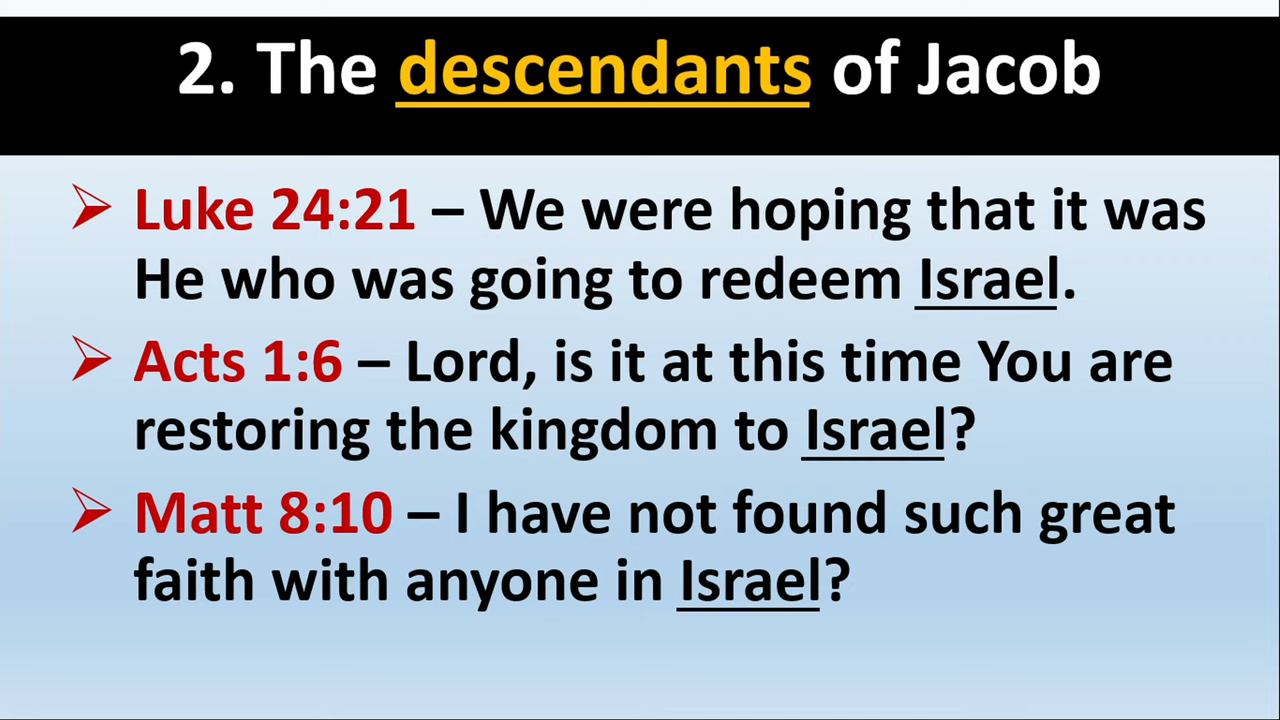 2. The descendants of Jacob
➢ Luke 24:21 – We were hoping that it was
He who was going to redeem Israel.
➢ Acts 1:6 – Lord, is it at this time You are
restoring the kingdom to Israel?
➢ Matt 8:10 – I have not found such great
faith with anyone in Israel?